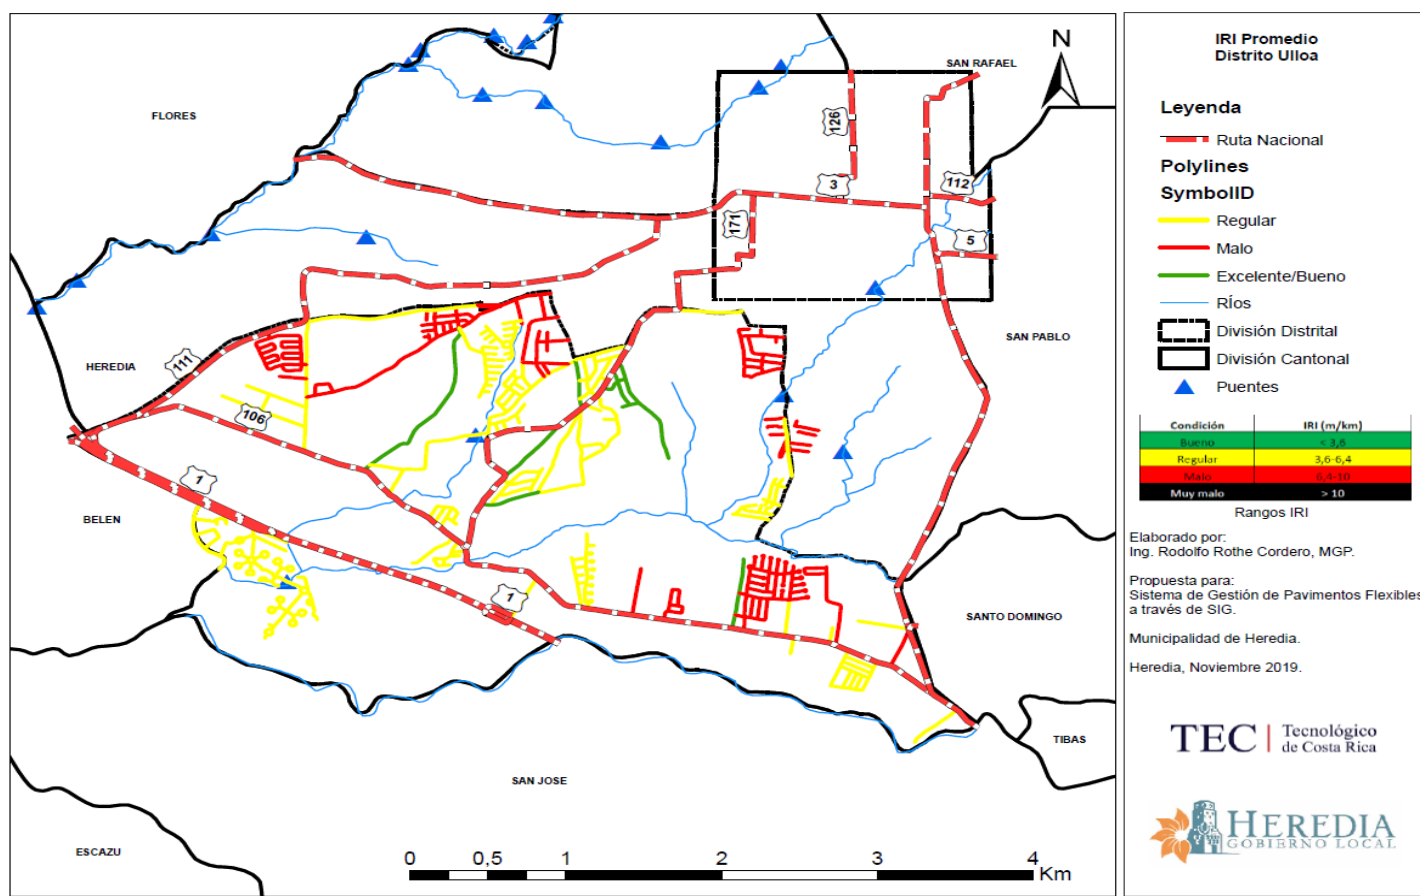 N
SAN RAFAEL
FLORES
126
3
112
171
5
SAN PABLO
HEREDIA
111
106
1
BELEN
1
SANTO DOMINGO
TIBAS
SAN JOSE
ESCAZU
0 0,5 1 2 3 4
Km
IRI Promedio
Distrito Ulloa
Leyenda
Ruta Nacional
Polylines
SymbolID
Regular
Malo
Excelente/Bueno
RÍos
División Distrital
División Cantonal
Puentes
Condición IRI (m/km)
Bueno < 3,6
Regular 3,6-6,4
Malo 6,4-10
Muy malo > 10
Rangos IRI
Elaborado por:
Ing. Rodolfo Rothe Cordero, MGP.
Propuesta para:
Sistema de Gestión de Pavimentos Flexibles
a través de SIG.
Municipalidad de Heredia.
Heredia, Noviembre 2019.
TEC | Tecnológico
de Costa Rica
HEREDIA
GOBIERNO LOCAL